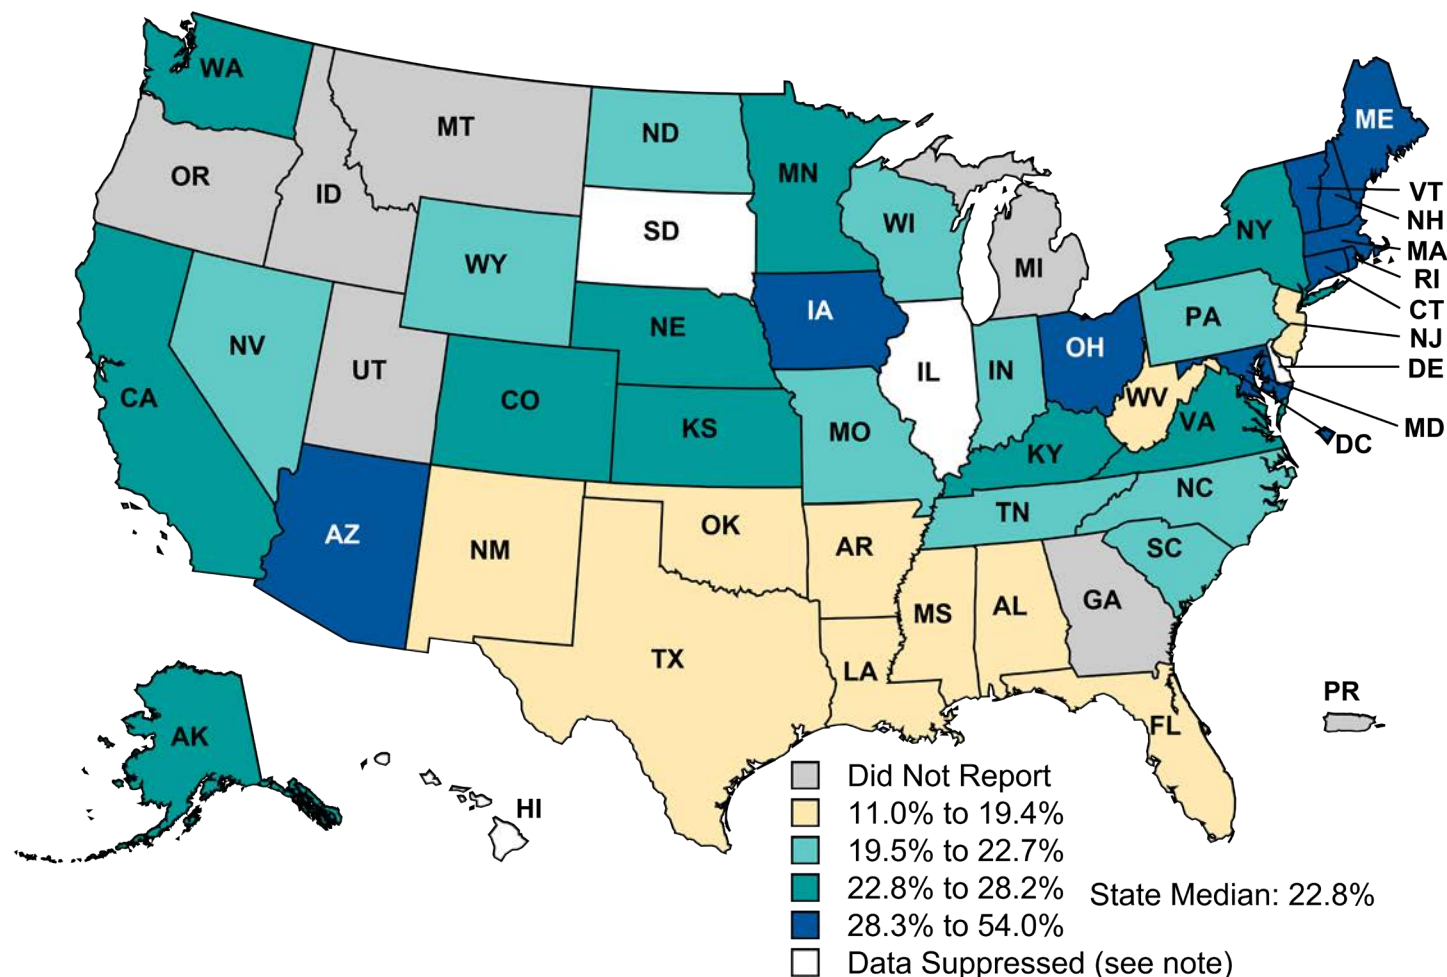 WA
ME
MT
ND
MN
OR
ID
VT
NH
SD
WI
NY
MA
WY
MI
RI
CT
IA
PA
NE
NV
OH
NJ
UT
IL
IN
DE
CA
CO
WV
KS
MO
VA
MD
KY
DC
NC
TN
AZ
OK
NM
AR
SC
MS
AL
GA
TX
LA
PR
FL
AK
HI
Did Not Report
11.0% to 19.4%
19.5% to 22.7%
22.8% to 28.2%
State Median: 22.8%
28.3% to 54.0%
Data Suppressed (see note)